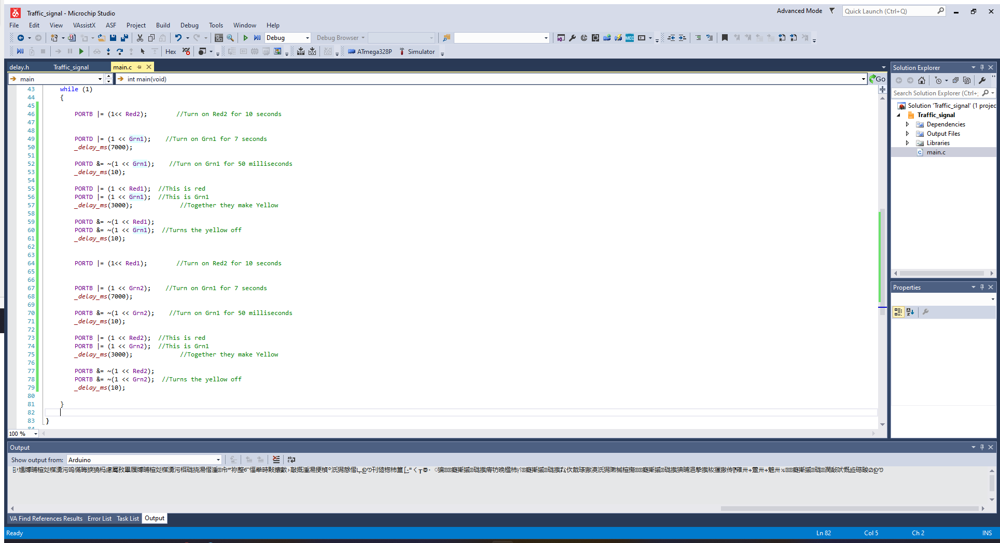 Traffic_signal - Microchip Studio
Advanced Mode
Quick Launch (Ctrl+Q)
File Edit View VAssistX ASF Project Build Debug Tools Window Help
Debug Debug Browser
Hex ATmega328P Simulator
delay.h Traffic_signal main.c
main int main(void) Go
43 while (1)
44 {
45
46 PORTB |= (1<< Red2); //Turn on Red2 for 10 seconds
47
48
49 PORTD |= (1 << Grn1); //Turn on Grn1 for 7 seconds
50 _delay_ms(7000);
51
52 PORTD &= ~(1 << Grn1); //Turn on Grn1 for 50 milliseconds
53 _delay_ms(10);
54
55 PORTD |= (1 << Red1); //This is red
56 PORTD |= (1 << Grn1); //This is Grn1
57 _delay_ms(3000); //Together they make Yellow
58
59 PORTD &= ~(1 << Red1);
60 PORTD &= ~(1 << Grn1); //Turns the yellow off
61 _delay_ms(10);
62
63
64 PORTD |= (1<< Red1); //Turn on Red2 for 10 seconds
65
66
67 PORTB |= (1 << Grn2); //Turn on Grn1 for 7 seconds
68 _delay_ms(7000);
69
70 PORTB &= ~(1 << Grn2); //Turn on Grn1 for 50 milliseconds
71 _delay_ms(10);
72
73 PORTB |= (1 << Red2); //This is red
74 PORTB |= (1 << Grn2); //This is Grn1
75 _delay_ms(3000); //Together they make Yellow
76
77 PORTB &= ~(1 << Red2);
78 PORTB &= ~(1 << Grn2); //Turns the yellow off
79 _delay_ms(10);
80
81 }
82
83 }
100 %
Solution Explorer
Search Solution Explorer (Ctrl+;
Solution 'Traffic_signal' (1 projec
Traffic_signal
Dependencies
Output Files
Libraries
main.c
Properties
Output
Show output from: Arduino
VA Find References Results Error List Task List Output
Ready Ln 82 Col 5 Ch 2 INS